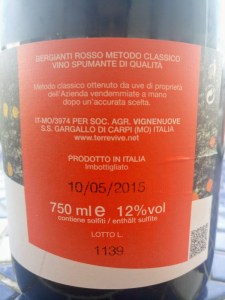 BERGIANTI ROSSO METODO CLASSICO
VINO SPUMANTE DI QUALITÀ
Metodo classico ottenuto da uve di proprietà
dell'Azienda vendemmiate a mano
dopo un'accurata scelta.
IT-MO/3974 PER SOC. AGR. VIGNENUOVE
S.S. GARGALLO DI CARPI (MO) ITALIA
www.terrevive.net
PRODOTTO IN ITALIA
Imbottigliato
10/05/2015
750 ml e 12%vol
contiene solfiti / enthält sulfite
LOTTO L.
1139